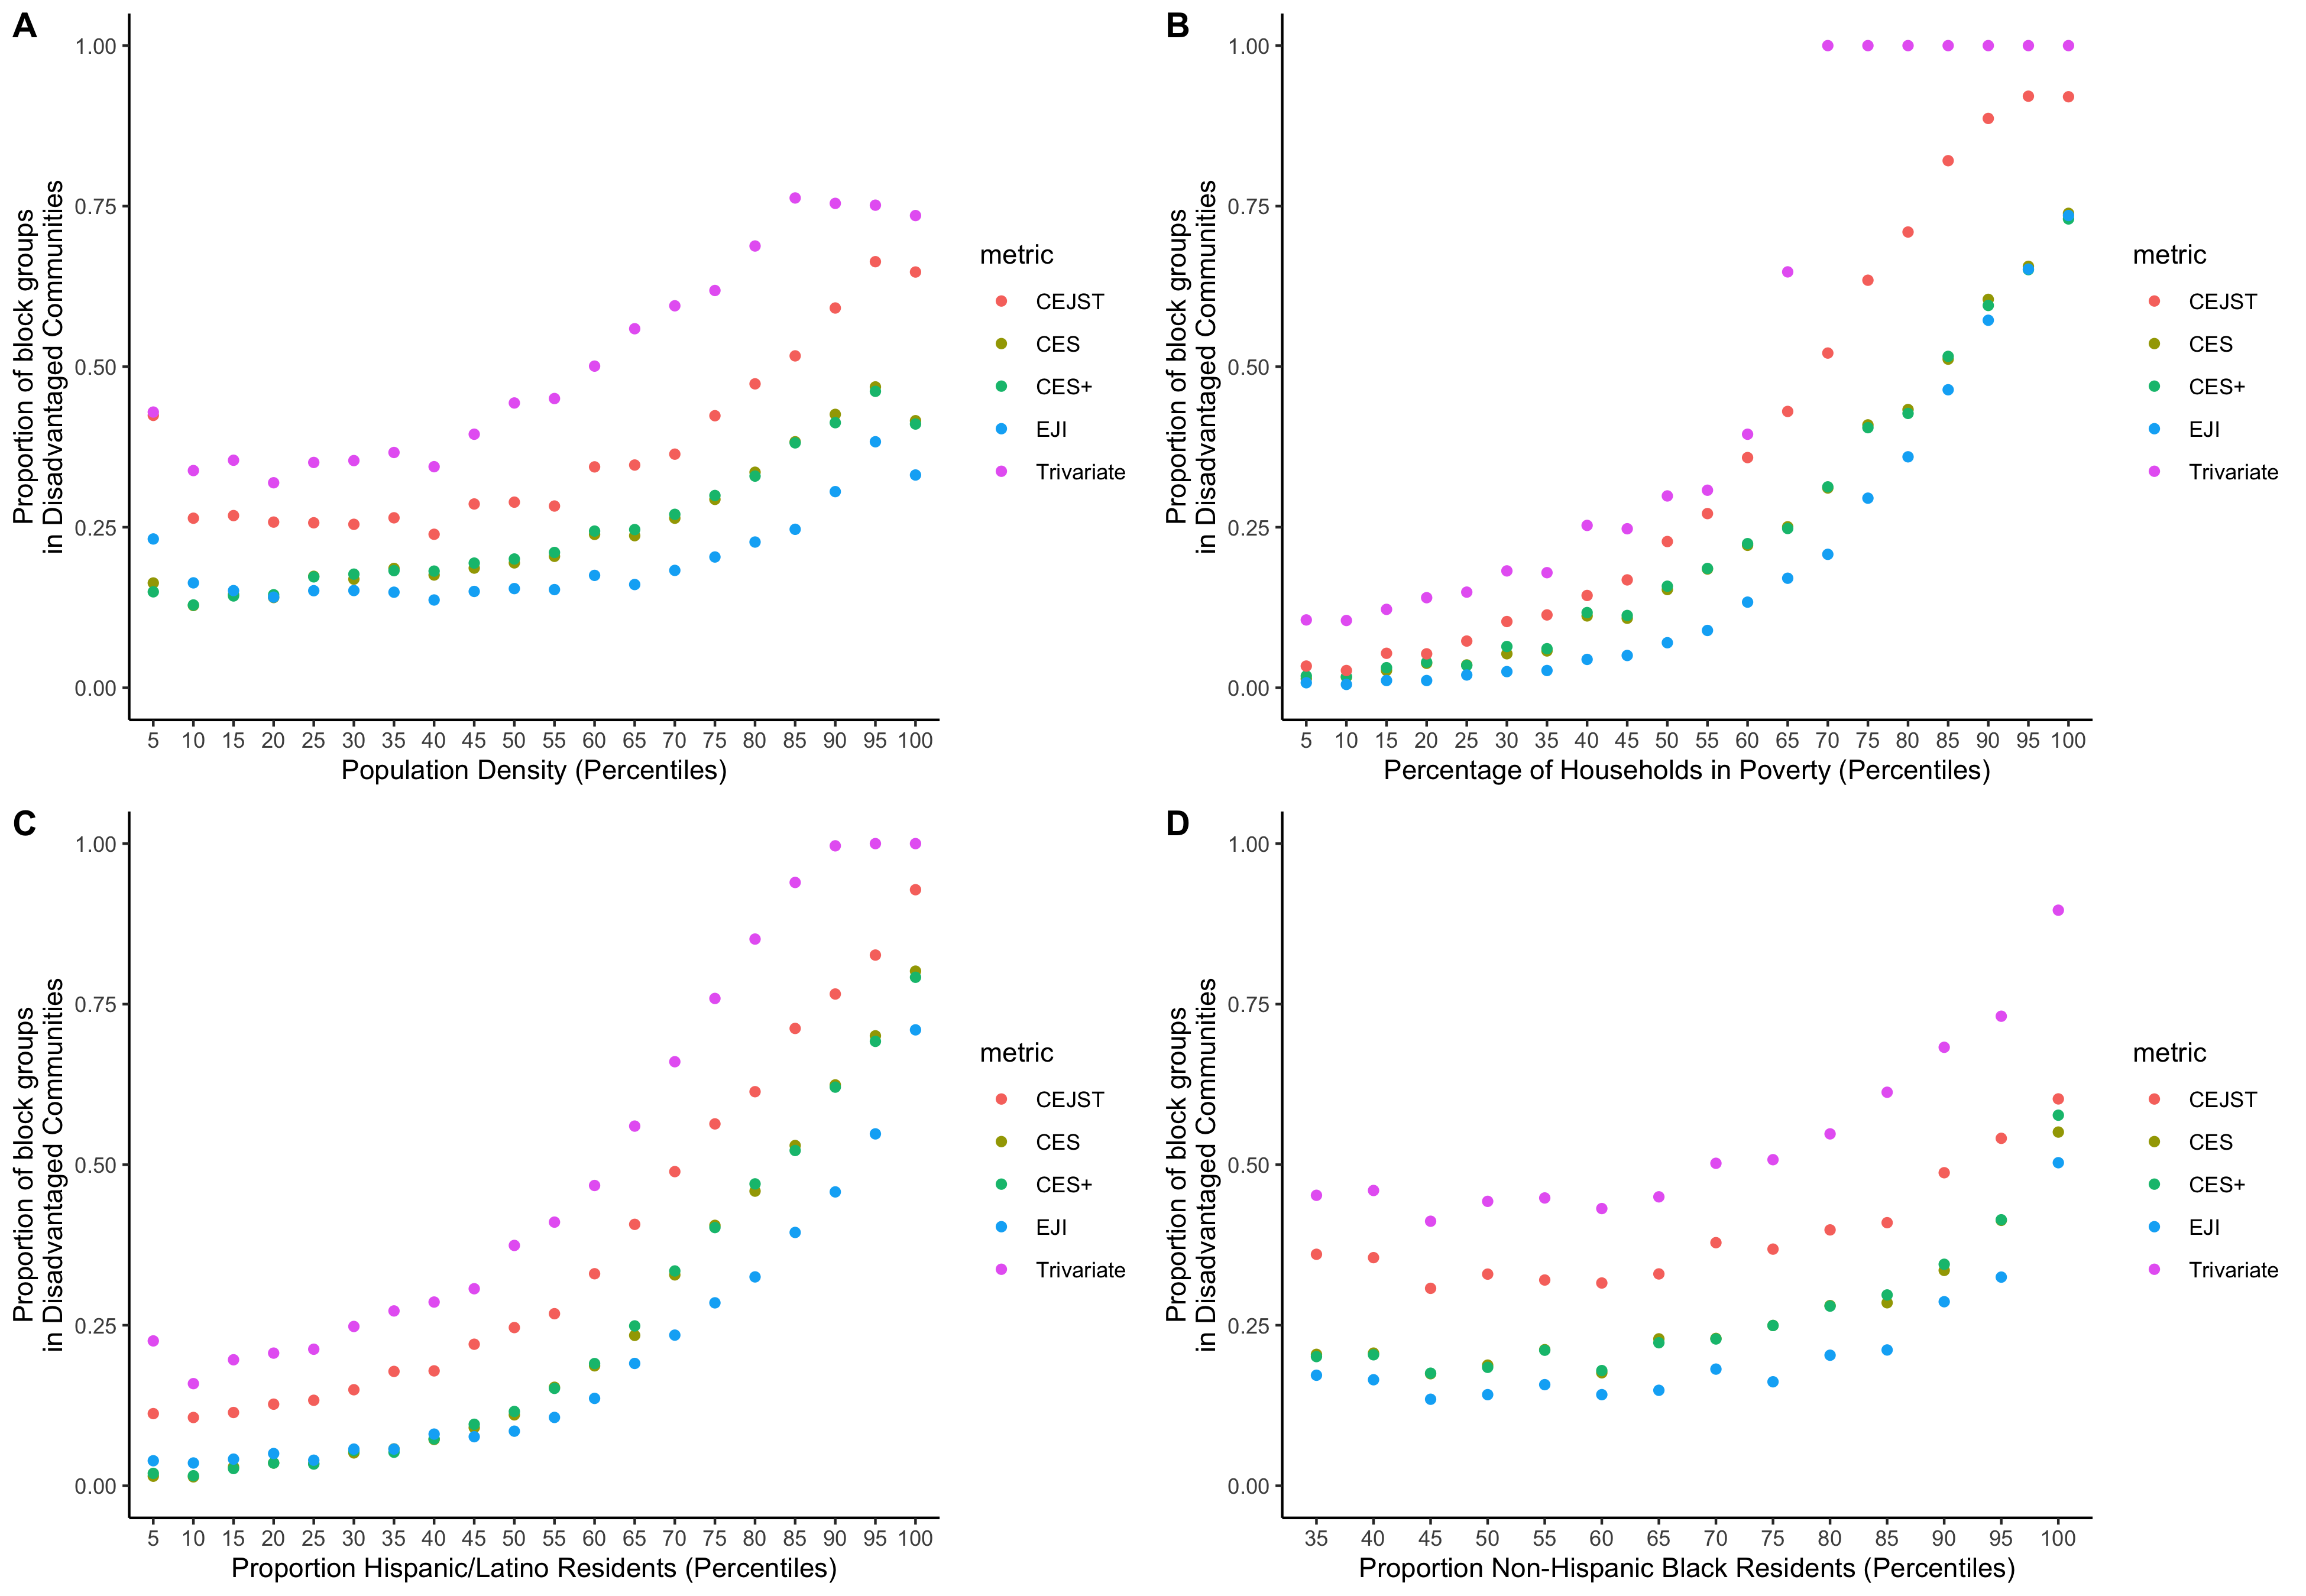 A
Proportion of block groups
in Disadvantaged Communities
1.00
0.75
0.50
0.25
0.00
5 10 15 20 25 30 35 40 45 50 55 60 65 70 75 80 85 90 95 100
Population Density (Percentiles)
metric
CEJST
CES
CES+
EJI
Trivariate
B
Proportion of block groups
in Disadvantaged Communities
1.00
0.75
0.50
0.25
0.00
5 10 15 20 25 30 35 40 45 50 55 60 65 70 75 80 85 90 95 100
Percentage of Households in Poverty (Percentiles)
metric
CEJST
CES
CES+
EJI
Trivariate
C
Proportion of block groups
in Disadvantaged Communities
1.00
0.75
0.50
0.25
0.00
5 10 15 20 25 30 35 40 45 50 55 60 65 70 75 80 85 90 95 100
Proportion Hispanic/Latino Residents (Percentiles)
metric
CEJST
CES
CES+
EJI
Trivariate
D
Proportion of block groups
in Disadvantaged Communities
1.00
0.75
0.50
0.25
0.00
35 40 45 50 55 60 65 70 75 80 85 90 95 100
Proportion Non-Hispanic Black Residents (Percentiles)
metric
CEJST
CES
CES+
EJI
Trivariate